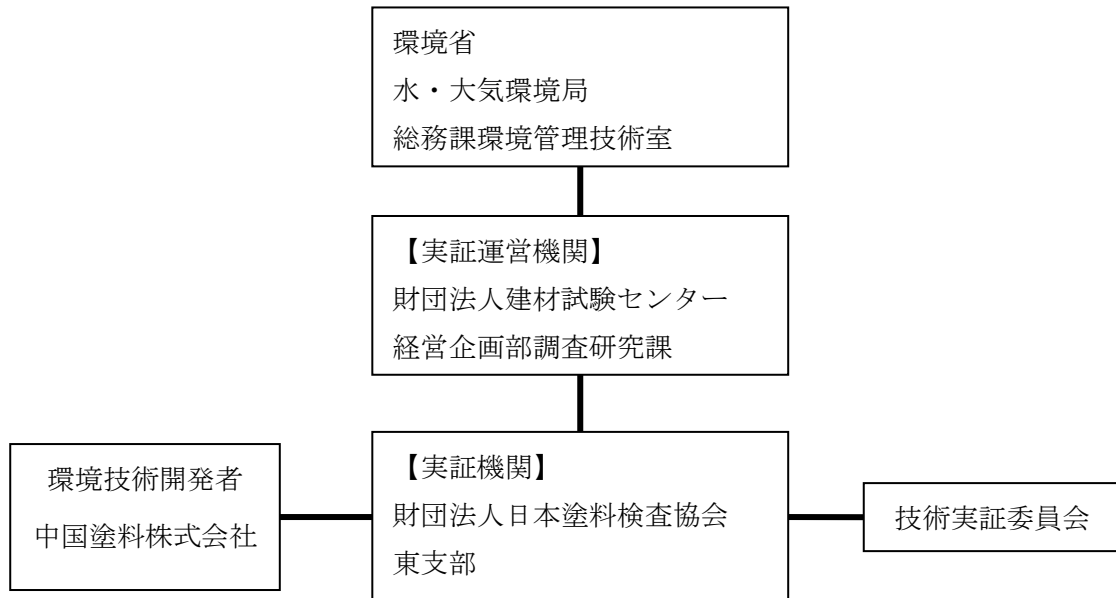 環境省
水・大気環境局
総務課環境管理技術室
【実証運営機関】
財団法人建材試験センター
経営企画部調査研究課
環境技術開発者
中国塗料株式会社
【実証機関】
財団法人日本塗料検査協会
東支部
技術実証委員会